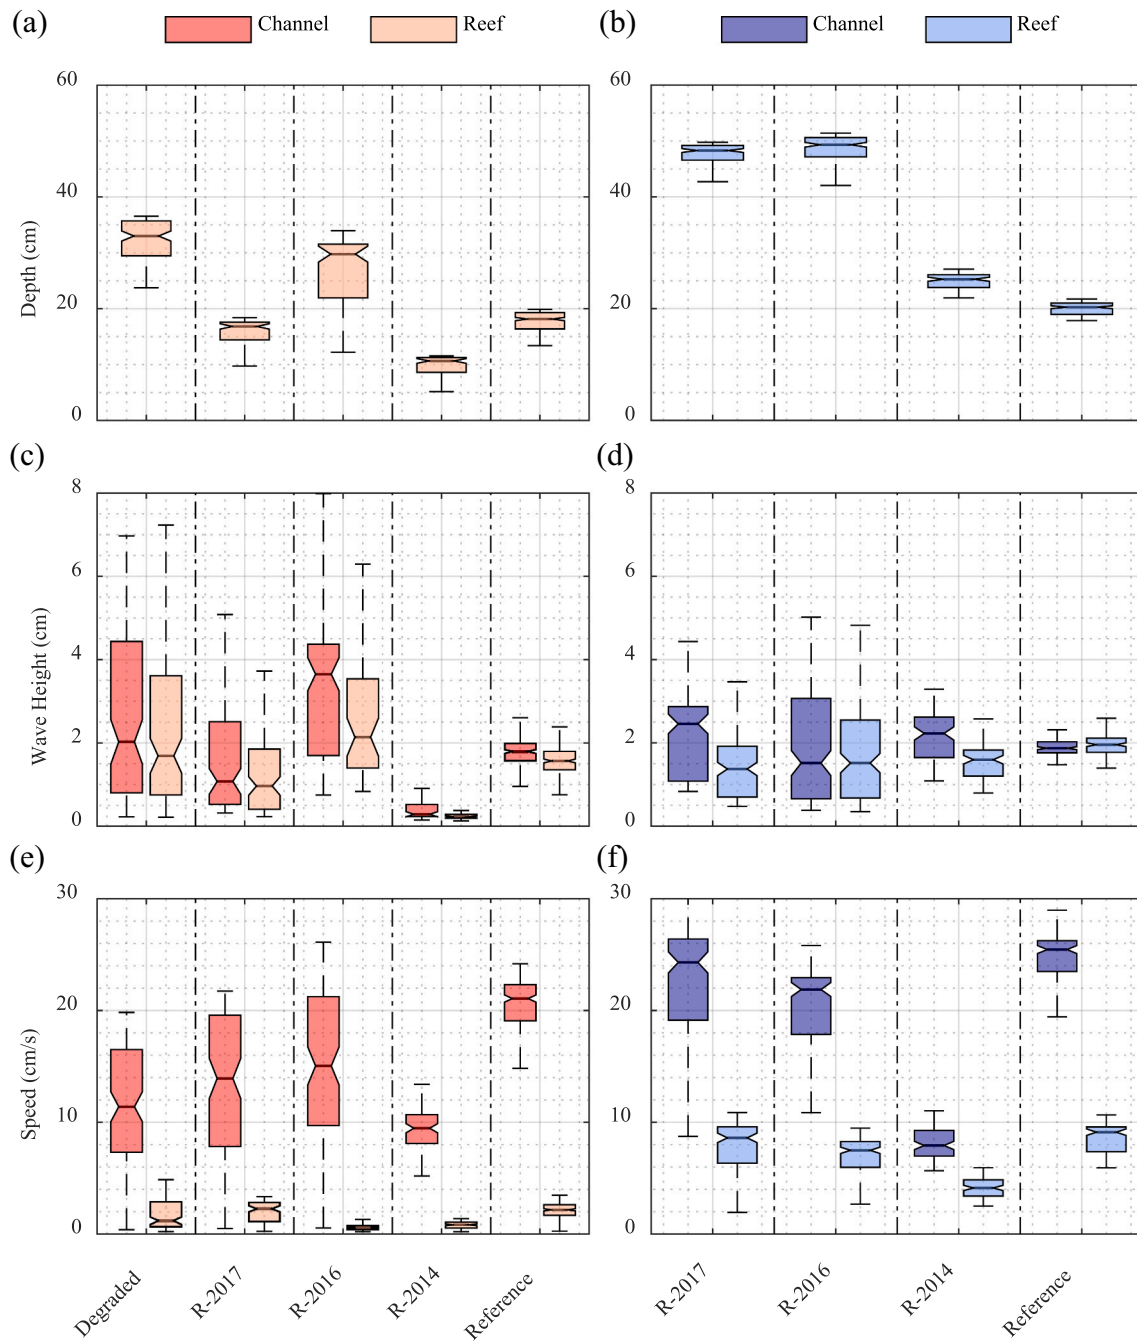 (a) Channel Reef (b) Channel Reef
60 60
40 40
Depth (cm)
20 20
0 0
(c) (d)
8 8
6 6
Wave Height (cm)
4 4
2 2
0 0
(e) (f)
30 30
20 20
Speed (cm/s)
10 10
0 0
Degraded R-2017 R-2016 R-2014 Reference R-2017 R-2016 R-2014 Reference